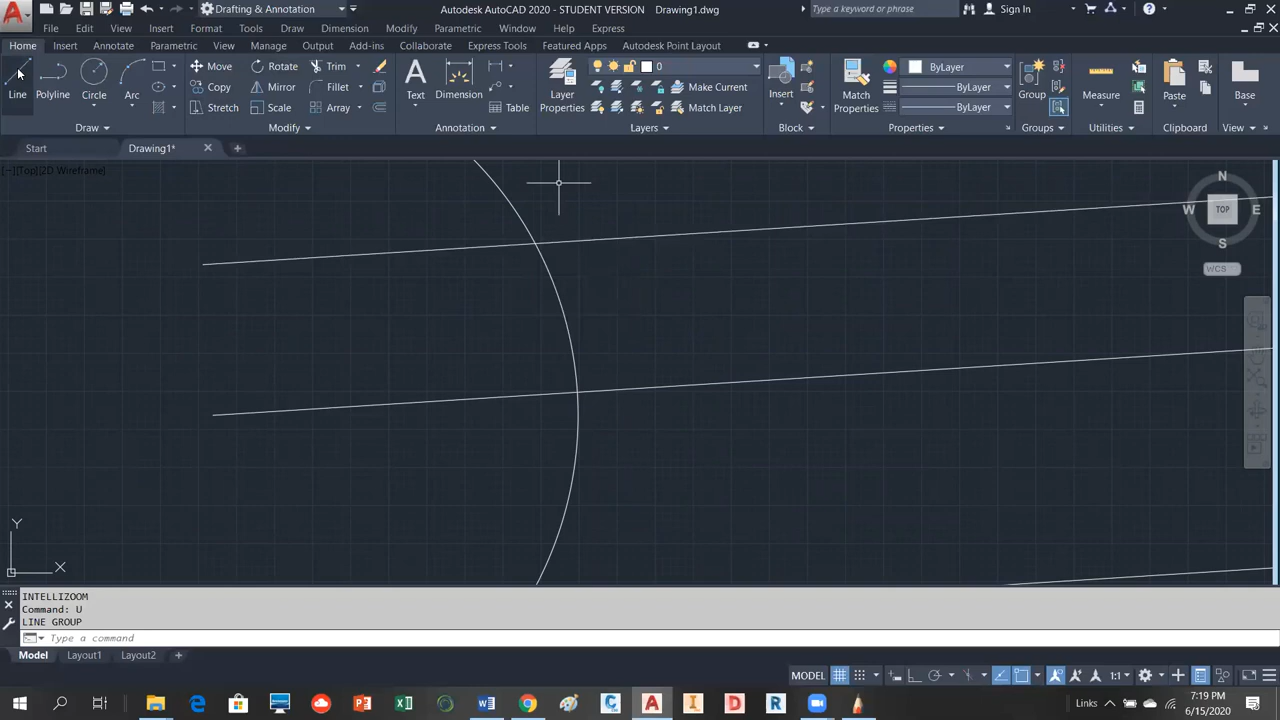 Drafting & Annotation
Autodesk AutoCAD 2020 - STUDENT VERSION Drawing1.dwg
Type a keyword or phrase
Sign In
File Edit View Insert Format Tools Draw Dimension Modify Parametric Window Help Express
Home Insert Annotate Parametric View Manage Output Add-ins Collaborate Express Tools Featured Apps Autodesk Point Layout
Line Polyline Circle Arc
Move Rotate Trim
Copy Mirror Fillet
Stretch Scale Array
Text Dimension Table
Layer Properties
0
Make Current
Match Layer
Insert
Match Properties
ByLayer
ByLayer
ByLayer
Group
Measure
Paste
Base
Draw Modify Annotation Layers Block Properties Groups Utilities Clipboard View
Start Drawing1*
[−][Top][2D Wireframe]
N
W TOP E
S
WCS
Y
X
INTELLIZOOM
Command: U
LINE GROUP
Type a command
Model Layout1 Layout2
MODEL
1:1
Links
7:19 PM
6/15/2020